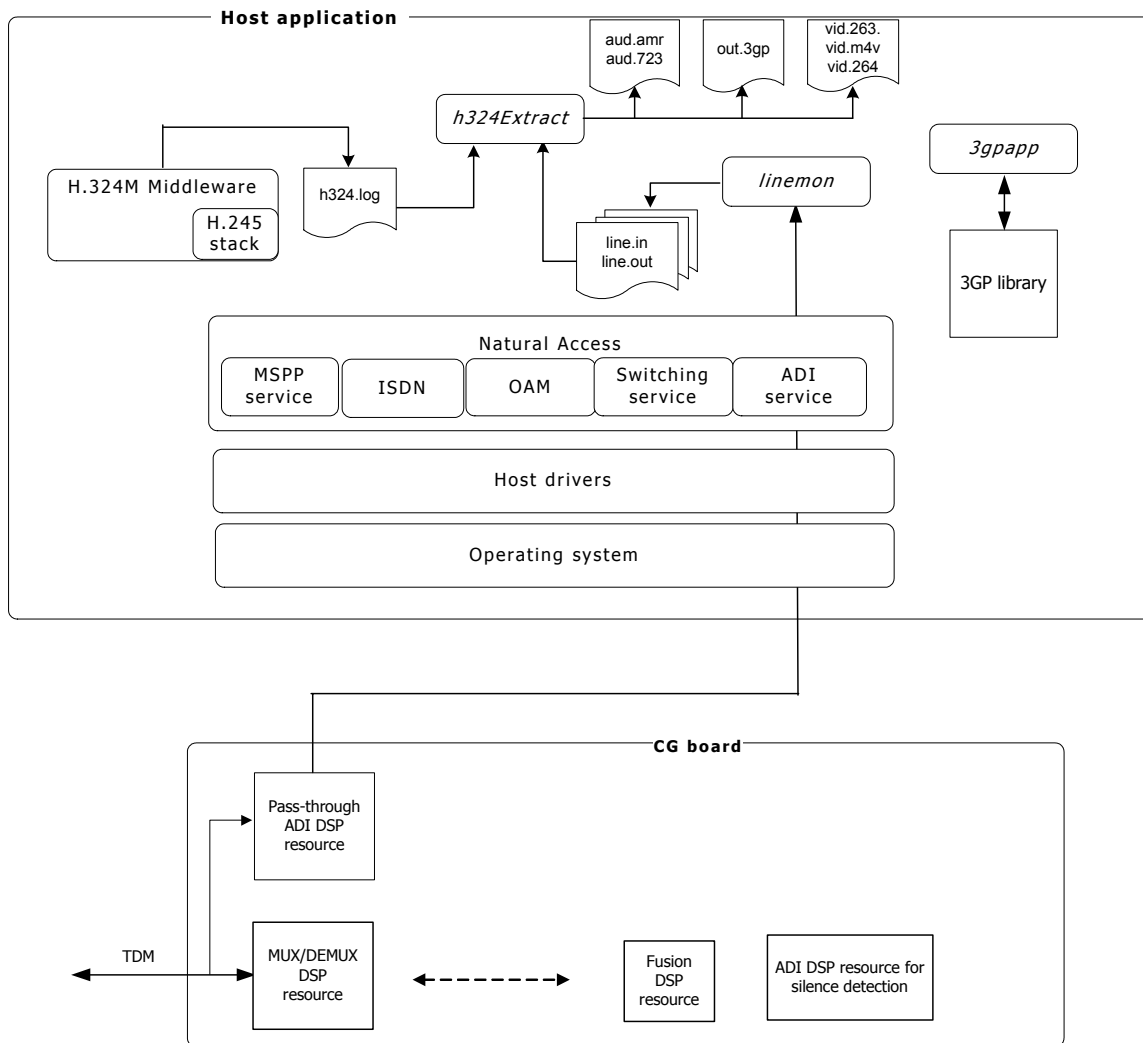 Host application
aud.amr
aud.723
out.3gp
vid.263.
vid.m4v
vid.264
h324Extract
3gpapp
H.324M Middleware
H.245
stack
h324.log
linemon
line.in
line.out
3GP library
Natural Access
MSPP
service
ISDN
OAM
Switching
service
ADI
service
Host drivers
Operating system
CG board
Pass-through
ADI DSP
resource
TDM
MUX/DEMUX
DSP
resource
Fusion
DSP
resource
ADI DSP resource for
silence detection